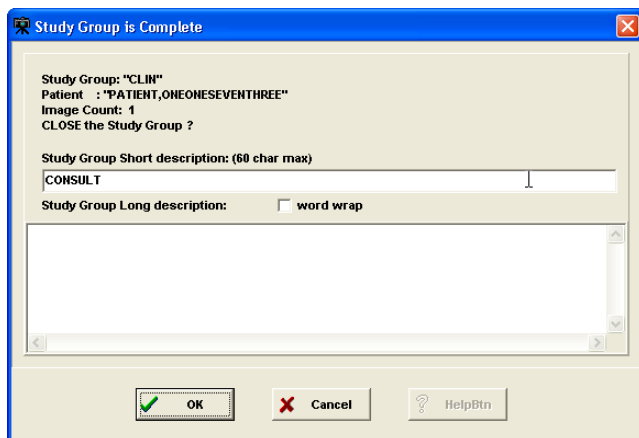 Study Group is Complete
Study Group: "CLIN"
Patient : "PATIENT,ONEONESEVENTHREE"
Image Count: 1
CLOSE the Study Group ?
Study Group Short description: (60 char max)
CONSULT
Study Group Long description: word wrap
OK Cancel HelpBtn